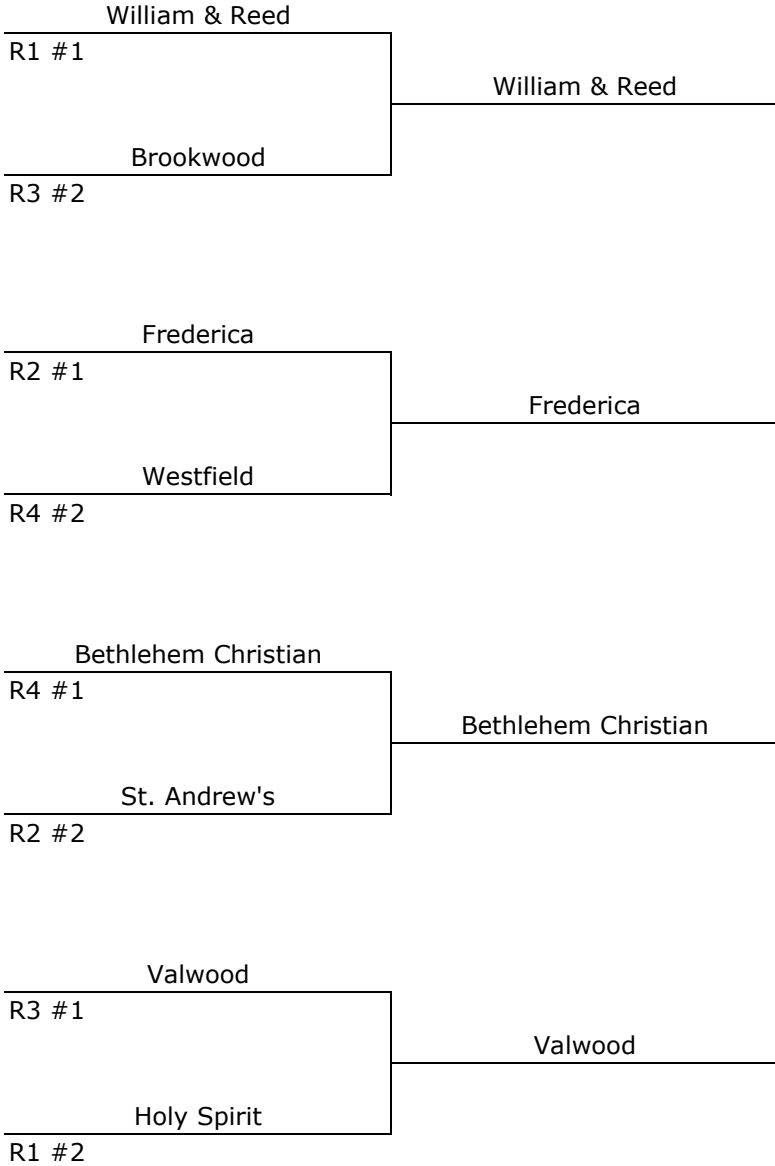 William & Reed
R1 #1
William & Reed
Brookwood
R3 #2
Frederica
R2 #1
Frederica
Westfield
R4 #2
Bethlehem Christian
R4 #1
Bethlehem Christian
St. Andrew's
R2 #2
Valwood
R3 #1
Valwood
Holy Spirit
R1 #2